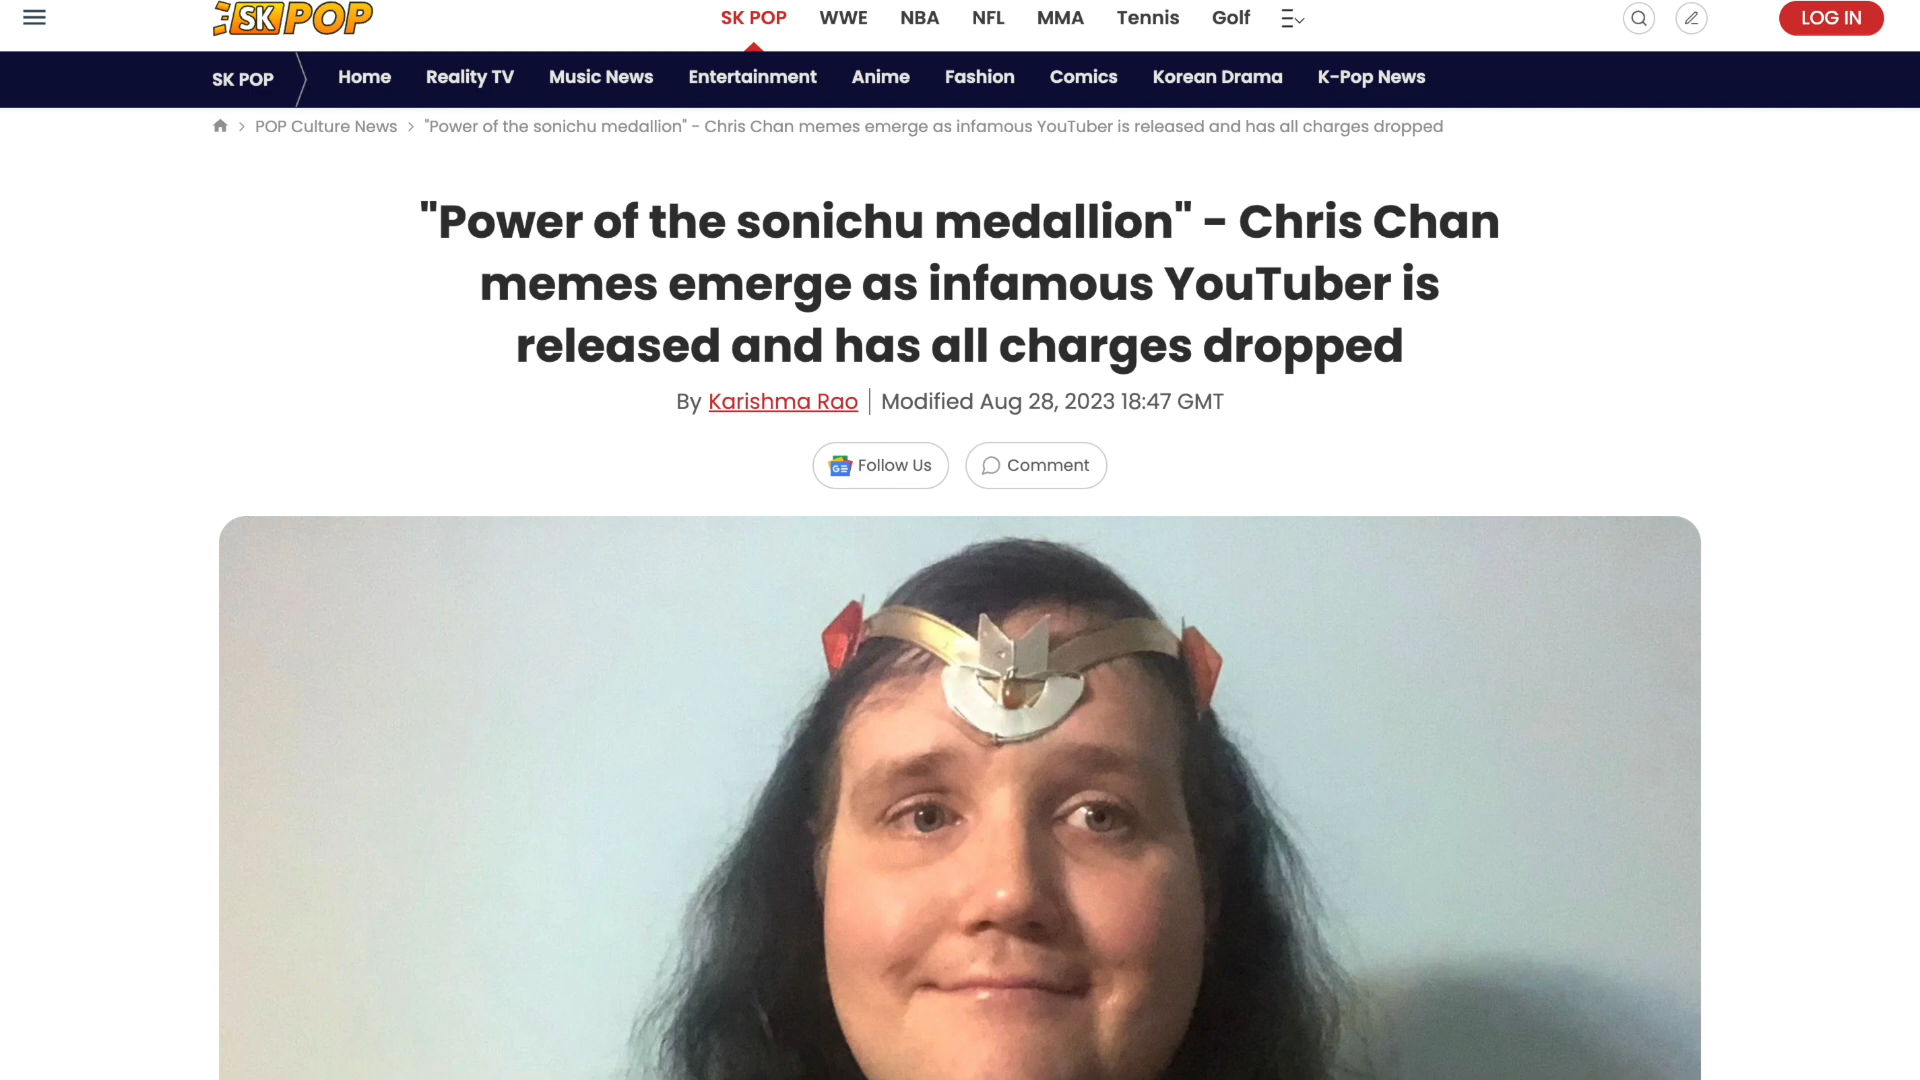 SK POP
SK POP WWE NBA NFL MMA Tennis Golf
LOG IN
SK POP Home Reality TV Music News Entertainment Anime Fashion Comics Korean Drama K-Pop News
POP Culture News > "Power of the sonichu medallion" - Chris Chan memes emerge as infamous YouTuber is released and has all charges dropped
"Power of the sonichu medallion" - Chris Chan
memes emerge as infamous YouTuber is
released and has all charges dropped
By Karishma Rao | Modified Aug 28, 2023 18:47 GMT
GE Follow Us Comment